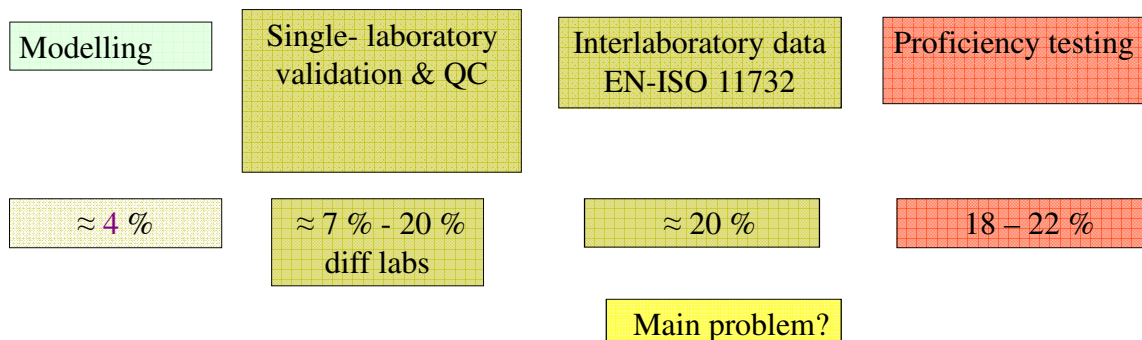 Modelling
Single- laboratory
validation & QC
Interlaboratory data
EN-ISO 11732
Proficiency testing
≈ 4 %
≈ 7 % - 20 %
diff labs
≈ 20 %
18 – 22 %
Main problem?